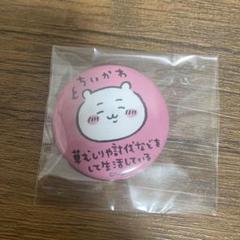 ちいかわ
草むしりや討伐などを
して生活している